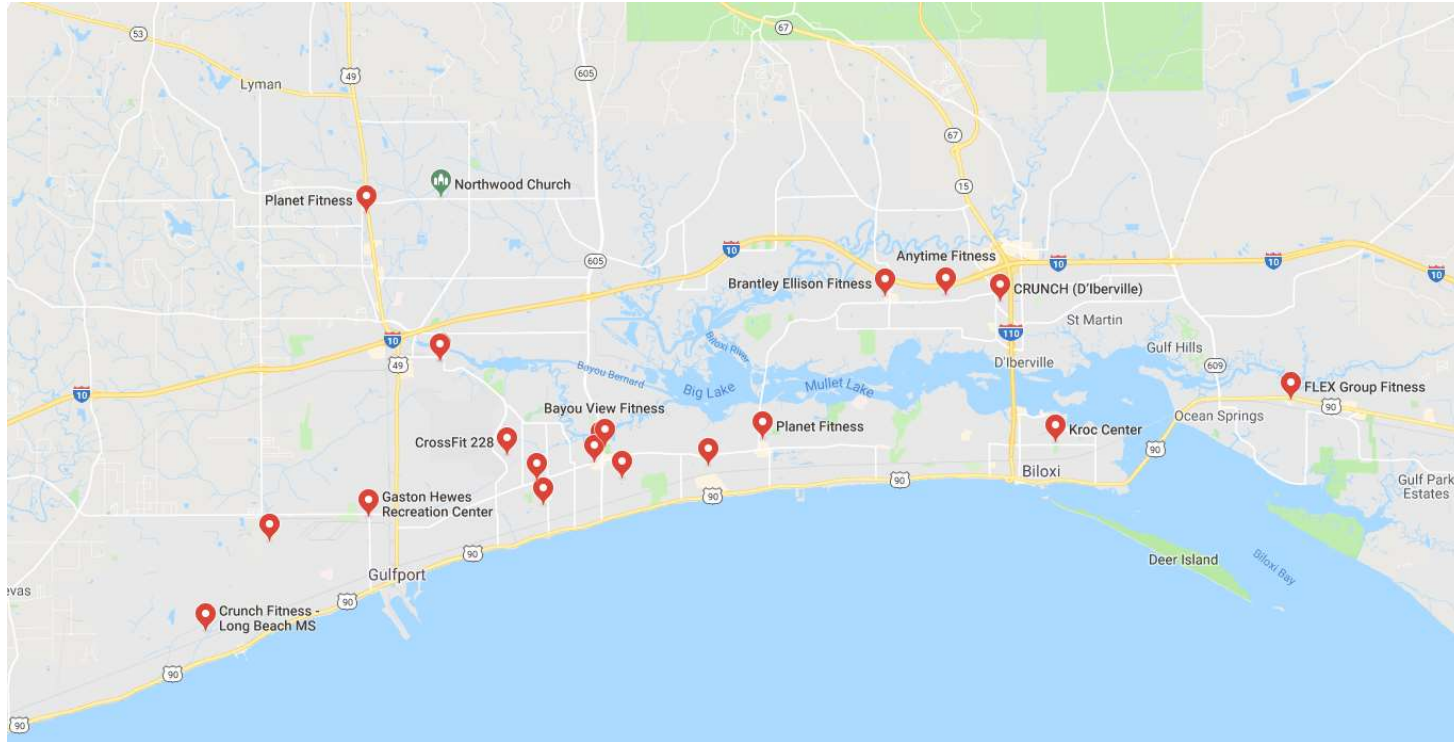 53
67
Lyman
49
605
67
15
Northwood Church
Planet Fitness
605
10
Anytime Fitness
10
10
10
Brantley Ellison Fitness
CRUNCH (D'Iberville)
St Martin
110
10
49
Biloxi River
Gulf Hills
D'Iberville
609
Bayou Bernard
Big Lake
Mullet Lake
FLEX Group Fitness
10
90
Bayou View Fitness
Ocean Springs
Planet Fitness
Kroc Center
CrossFit 228
90
Biloxi
90
Gulf Park
Estates
90
Gaston Hewes
Recreation Center
90
Deer Island
Biloxi Bay
Gulfport
evas
90
Crunch Fitness -
Long Beach MS
90
90